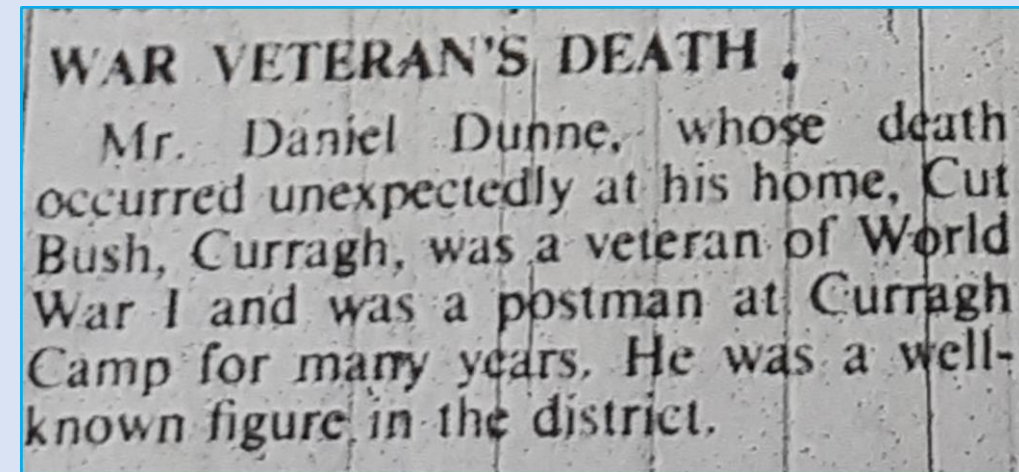 WAR VETERAN'S DEATH.
Mr. Daniel Dunne, whose death
occurred unexpectedly at his home, Cut
Bush, Curragh, was a veteran of World
War I and was a postman at Curragh
Camp for many years. He was a well-
known figure in the district.